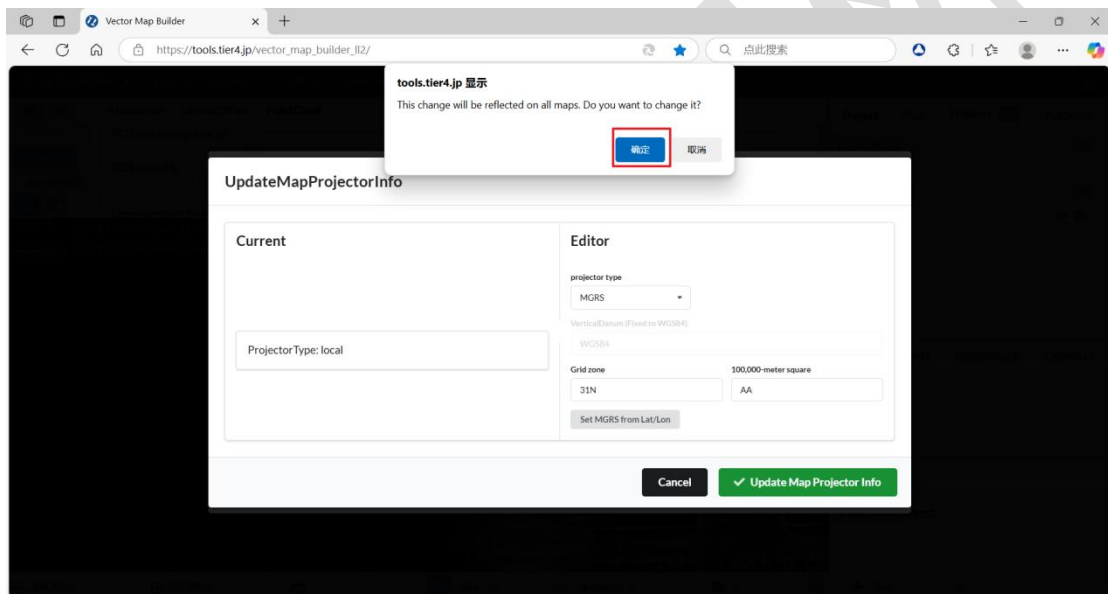 Vector Map Builder
https://tools.tier4.jp/vector_map_builder_ll2/
点此搜索
tools.tier4.jp 显示
This change will be reflected on all maps. Do you want to change it?
确定
取消
UpdateMapProjectorInfo
Current
Editor
projector type
MGRS
VerticalDatum (Fixed to WGS84)
WGS84
ProjectorType: local
Grid zone
100,000-meter square
31N
AA
Set MGRS from Lat/Lon
Cancel
Update Map Projector Info